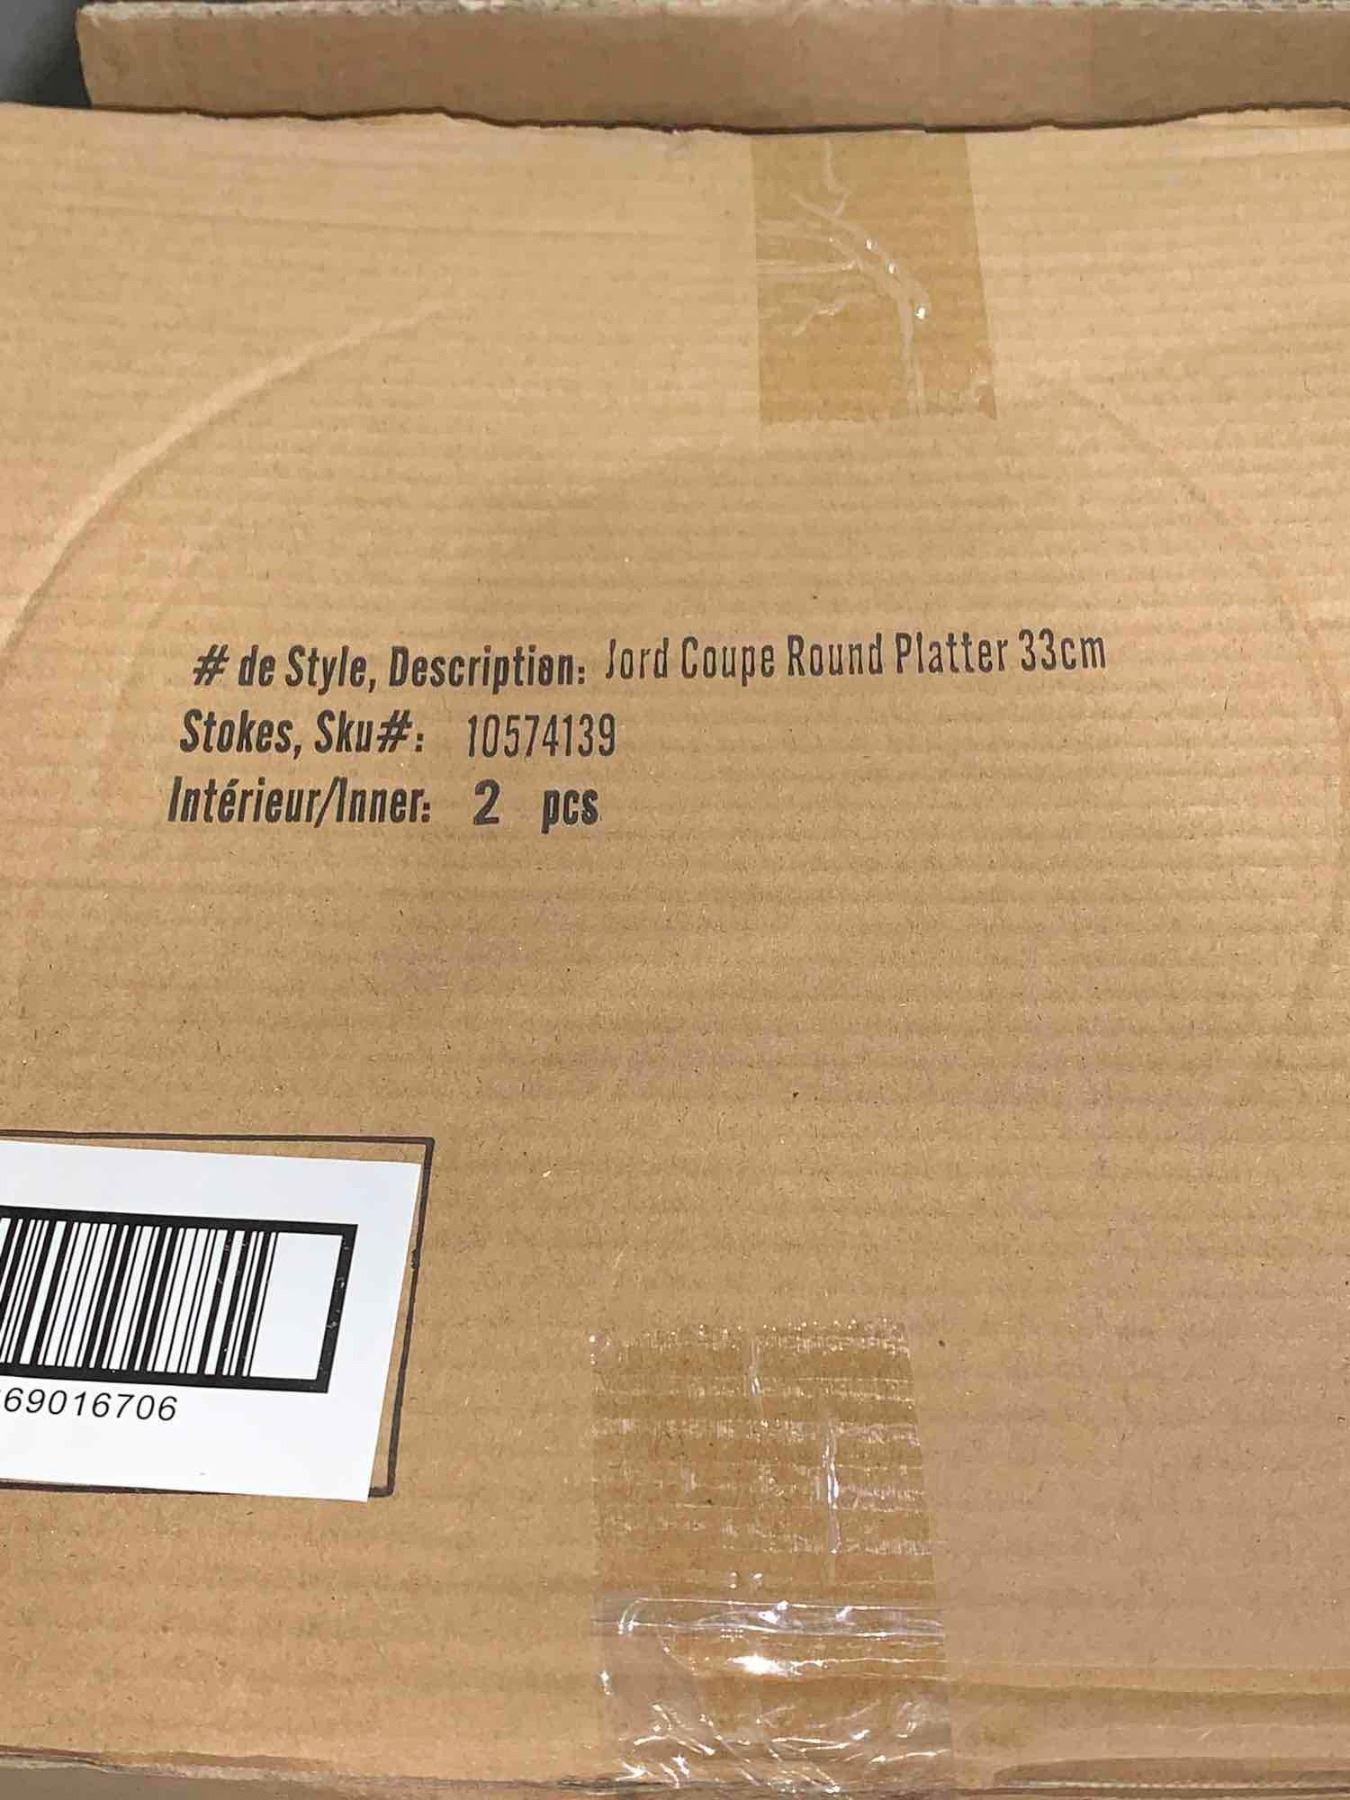 # de Style, Description: Jord Coupe Round Platter 33cm
Stokes, Sku#: 10574139
Intérieur/Inner: 2 pcs
69016706